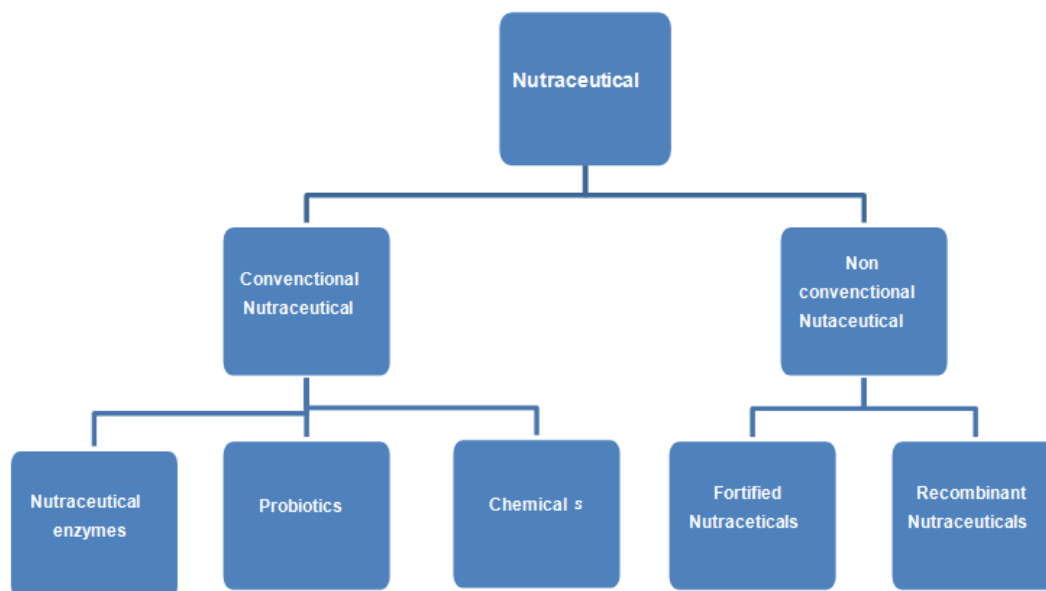 Nutraceutical
Convenctional
Nutraceutical
Non
convenctional
Nutaceutical
Nutraceutical
enzymes
Probiotics
Chemical s
Fortified
Nutraceticals
Recombinant
Nutraceuticals